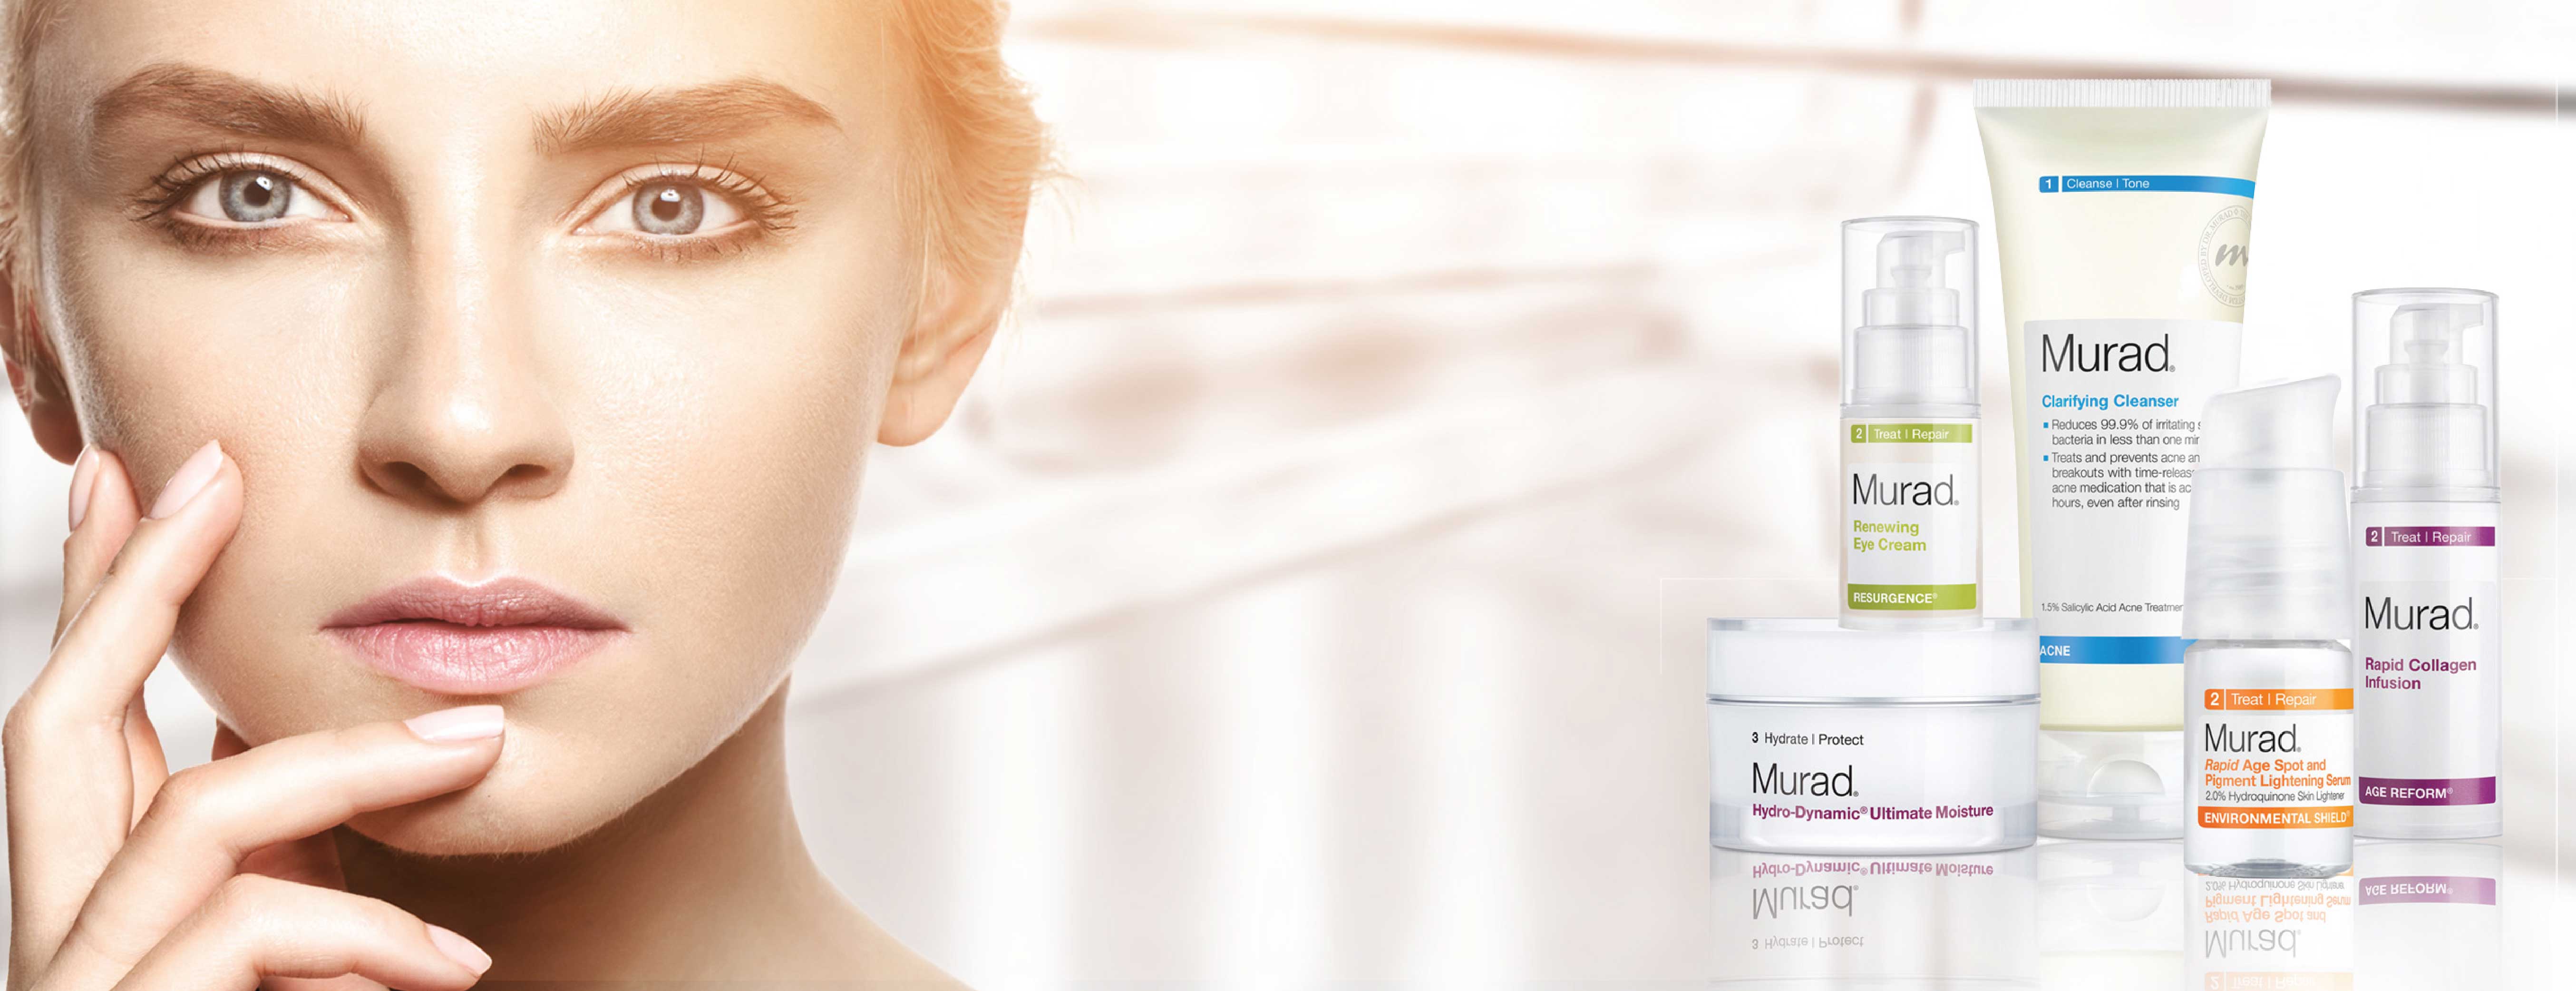 1 Cleanse | Tone
Murad®
Clarifying Cleanser
▪ Reduces 99.9% of irritating
bacteria in less than one
▪ Treats and prevents acne
breakouts with
acne medication that is
hours, even after rinsing
1.5% Salicylic Acid Acne
ACNE
2 Treat | Repair
Murad®
Renewing
Eye Cream
RESURGENCE®
3 Hydrate | Protect
Murad®
Hydro-Dynamic® Ultimate Moisture
2 Treat | Repair
Murad®
Rapid Age Spot and
Pigment Lightening Serum
2.0% Hydroquinone Skin Lightener
ENVIRONMENTAL SHIELD®
2 Treat | Repair
Murad®
Rapid Collagen
Infusion
AGE REFORM®